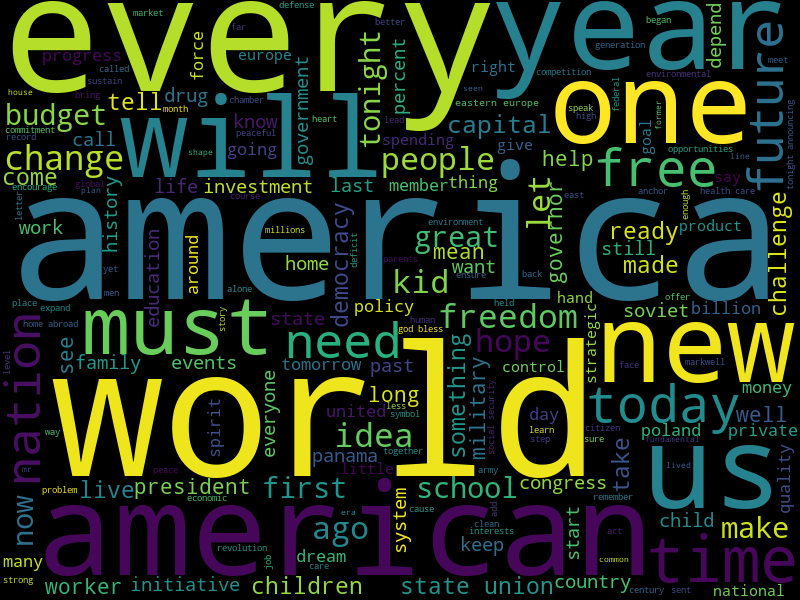 every
year
will
one
america
world
american
new
must
us
today
time
nation
future
free
change
people
budget
come
need
hope
freedom
idea
kid
great
let
tonight
school
first
ago
children
state union
president
live
now
make
made
ready
challenge
capital
help
governor
democracy
history
investment
life
education
government
percent
force
progress
market
defense
far
better
began
called
sustain
bring
house
europe
right
generation
competition
environmental
meet
depend
tell
month
drug
know
call
commitment
record
going
peaceful
chamber
heart
shape
spending
lead
seen
eastern europe
give
speak
high
federal
former
goal
opportunities
line
tonight announcing
say
health care
enough
anchor
east
thing
member
last
encourage
global
plan
letter
course
work
around
millions
environment
mean
want
still
product
parents
deficit
yet
men
alone
home
ensure
back
offer
place
expand
home abroad
state
story
human
god bless
policy
held
hand
strategic
soviet
billion
see
family
events
tomorrow
past
something
military
control
face
markwell
money
level
everyone
spirit
united
long
less
symbol
day
learn
step
citizen
sure
social security
poland
private
well
way
together
panama
little
congress
take
fundamental
lived
quality
mr
peace
problem
economic
system
army
cause
add
interests
clean
keep
start
remember
child
act
common
many
strong
worker
initiative
revolution
job
era
dream
care
country
century sent
national